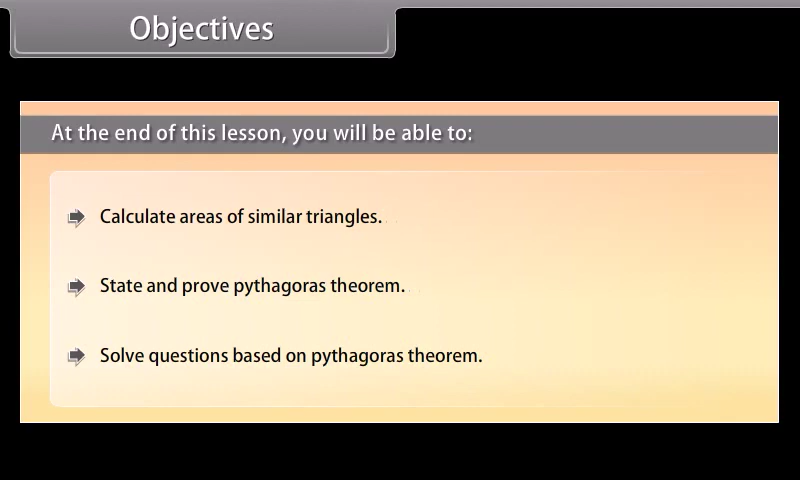 Objectives
At the end of this lesson, you will be able to:
Calculate areas of similar triangles.
State and prove pythagoras theorem.
Solve questions based on pythagoras theorem.